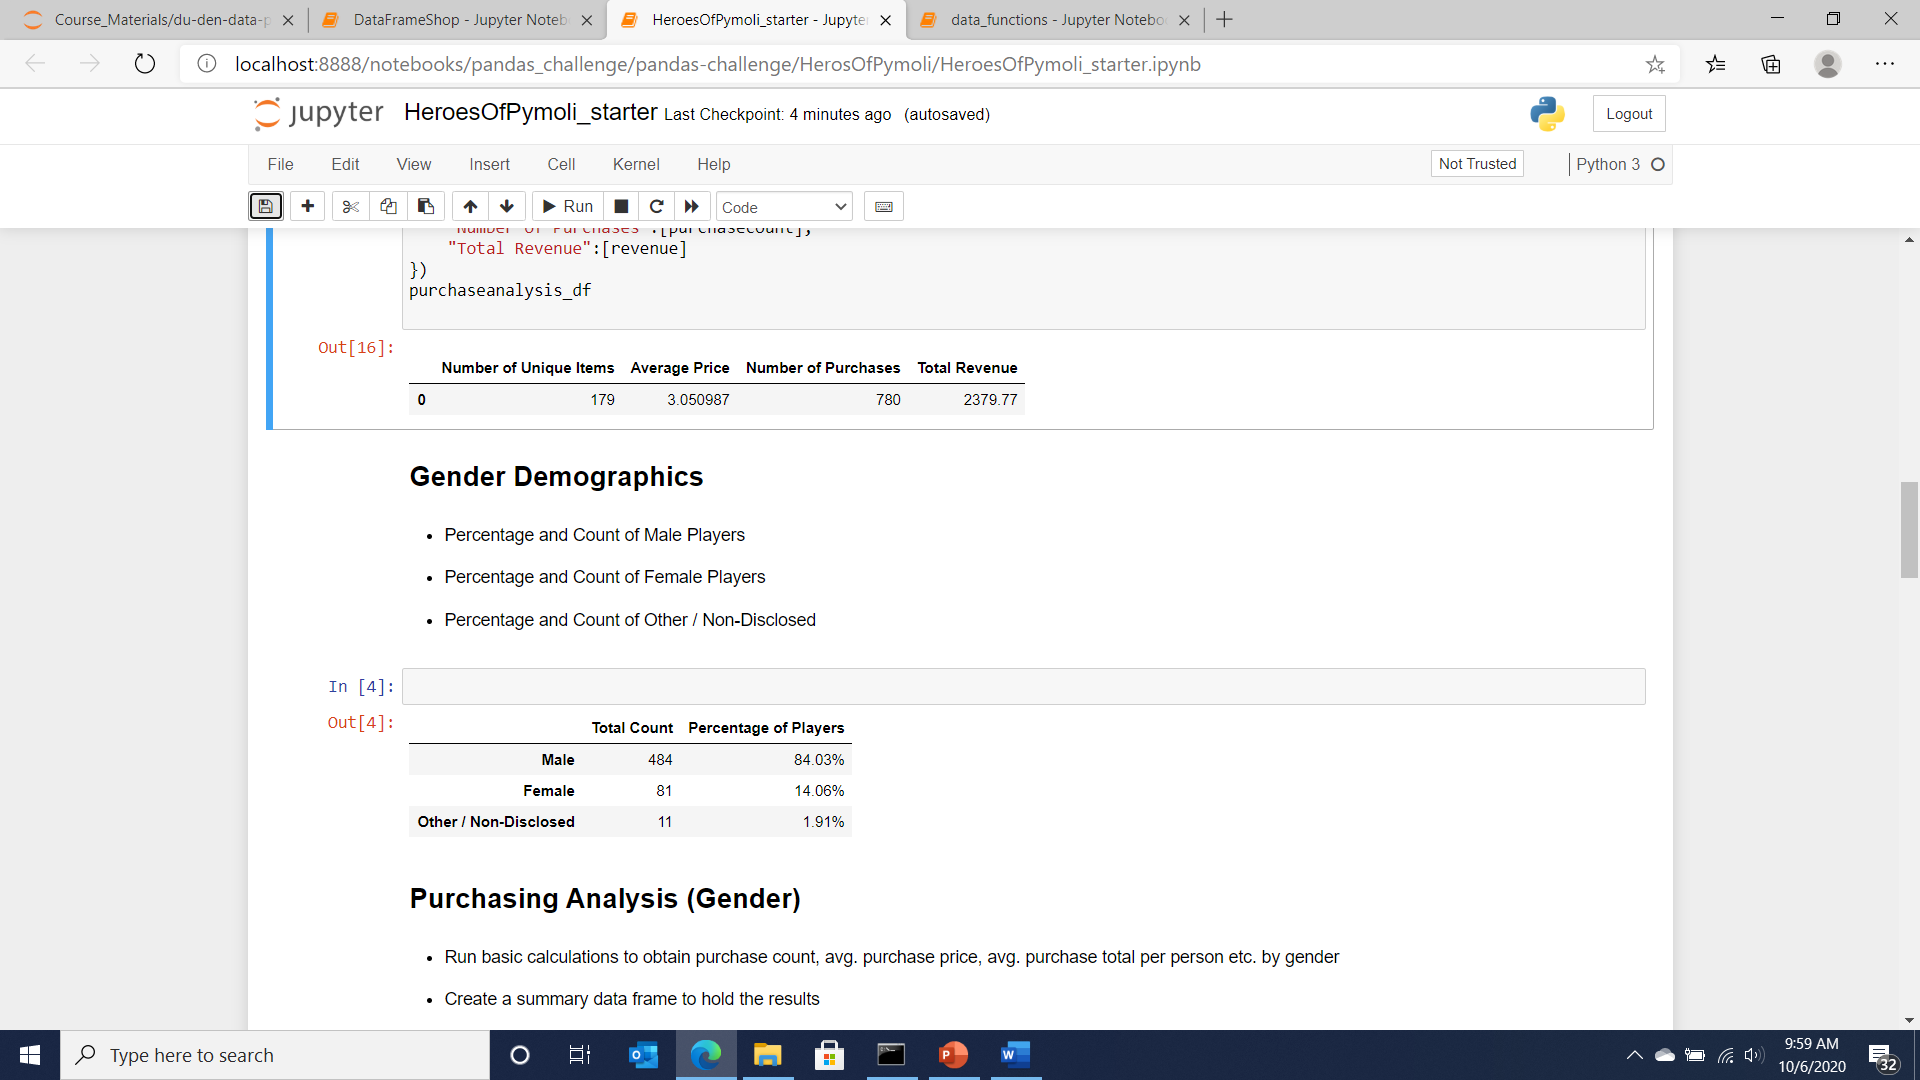 Course_Materials/du-den-data-p
DataFrameShop - Jupyter Noteb
HeroesOfPymoli_starter - Jupyter
data_functions - Jupyter Notebo
localhost:8888/notebooks/pandas_challenge/pandas-challenge/HerosOfPymoli/HeroesOfPymoli_starter.ipynb
jupyter HeroesOfPymoli_starter Last Checkpoint: 4 minutes ago (autosaved)
Logout
File Edit View Insert Cell Kernel Help
Not Trusted Python 3
Run Code
"Number of Purchases":[purchasecount],
"Total Revenue":[revenue]
})
purchaseanalysis_df
Out[16]:
Number of Unique Items Average Price Number of Purchases Total Revenue
0 179 3.050987 780 2379.77
Gender Demographics
• Percentage and Count of Male Players
• Percentage and Count of Female Players
• Percentage and Count of Other / Non-Disclosed
In [4]:
Out[4]:
Total Count Percentage of Players
Male 484 84.03%
Female 81 14.06%
Other / Non-Disclosed 11 1.91%
Purchasing Analysis (Gender)
• Run basic calculations to obtain purchase count, avg. purchase price, avg. purchase total per person etc. by gender
• Create a summary data frame to hold the results
Type here to search
9:59 AM
10/6/2020
32